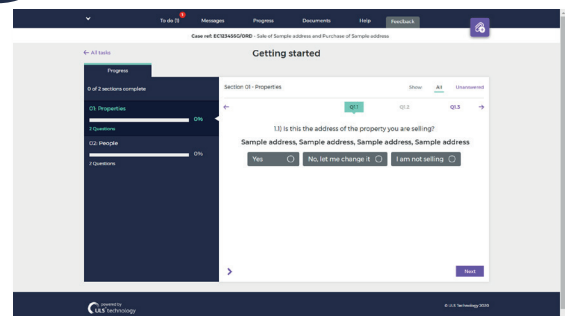 To do (1) Messages Progress Documents Help Feedback
Case ref: EC123456G/ORD - Sale of Sample address and Purchase of Sample address
← All tasks
Getting started
Progress
0 of 2 sections complete
Section 01 - Properties
Show All Unanswered
01: Properties
0%
2 Questions
← Q1.1 Q1.2 Q1.3 →
02: People
0%
2 Questions
1.1) Is this the address of the property you are selling?
Sample address, Sample address, Sample address, Sample address
Yes No, let me change it I am not selling
Next
powered by
ULS technology
© ULS Technology 2020